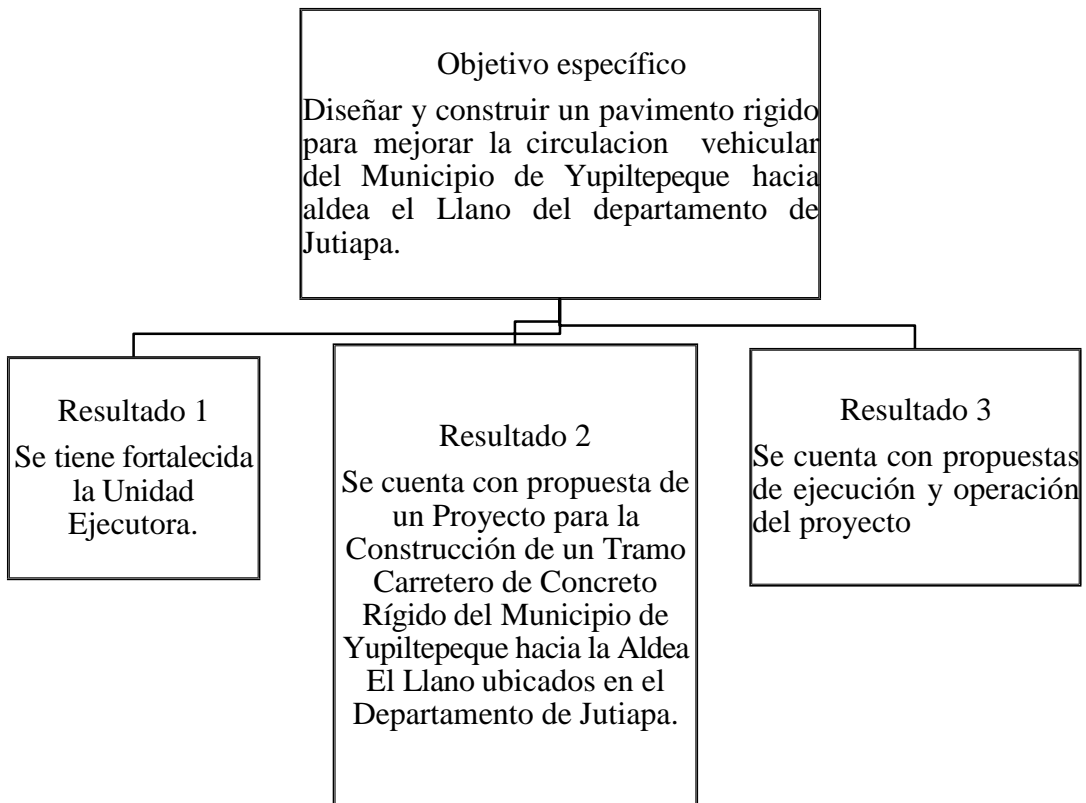 Objetivo específico
Diseñar y construir un pavimento rigido
para mejorar la circulacion vehicular
del Municipio de Yupiltepeque hacia
aldea el Llano del departamento de
Jutiapa.
Resultado 1
Se tiene fortalecida
la Unidad
Ejecutora.
Resultado 2
Se cuenta con propuesta de
un Proyecto para la
Construcción de un Tramo
Carretero de Concreto
Rígido del Municipio de
Yupiltepeque hacia la Aldea
El Llano ubicados en el
Departamento de Jutiapa.
Resultado 3
Se cuenta con propuestas
de ejecución y operación
del proyecto